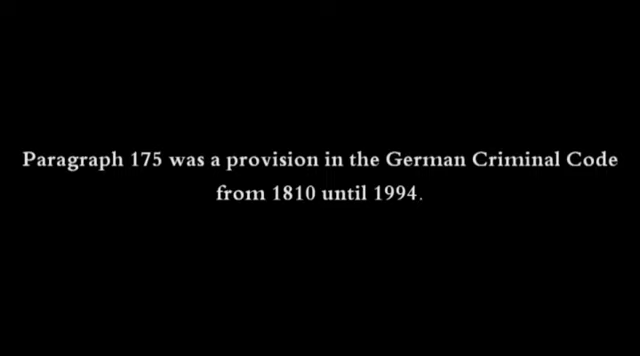 Paragraph 175 was a provision in the German Criminal Code
from 1810 until 1994.